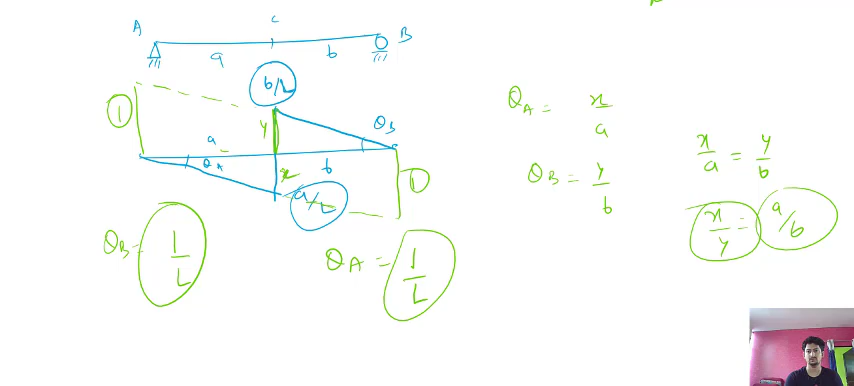 A
C
B
a
b
b/L
1
y
θB
a
θA
x
b
a/L
1
θB = 1/L
θA = 1/L
θA = x/a
θB = y/b
x/a = y/b
x/y = a/b